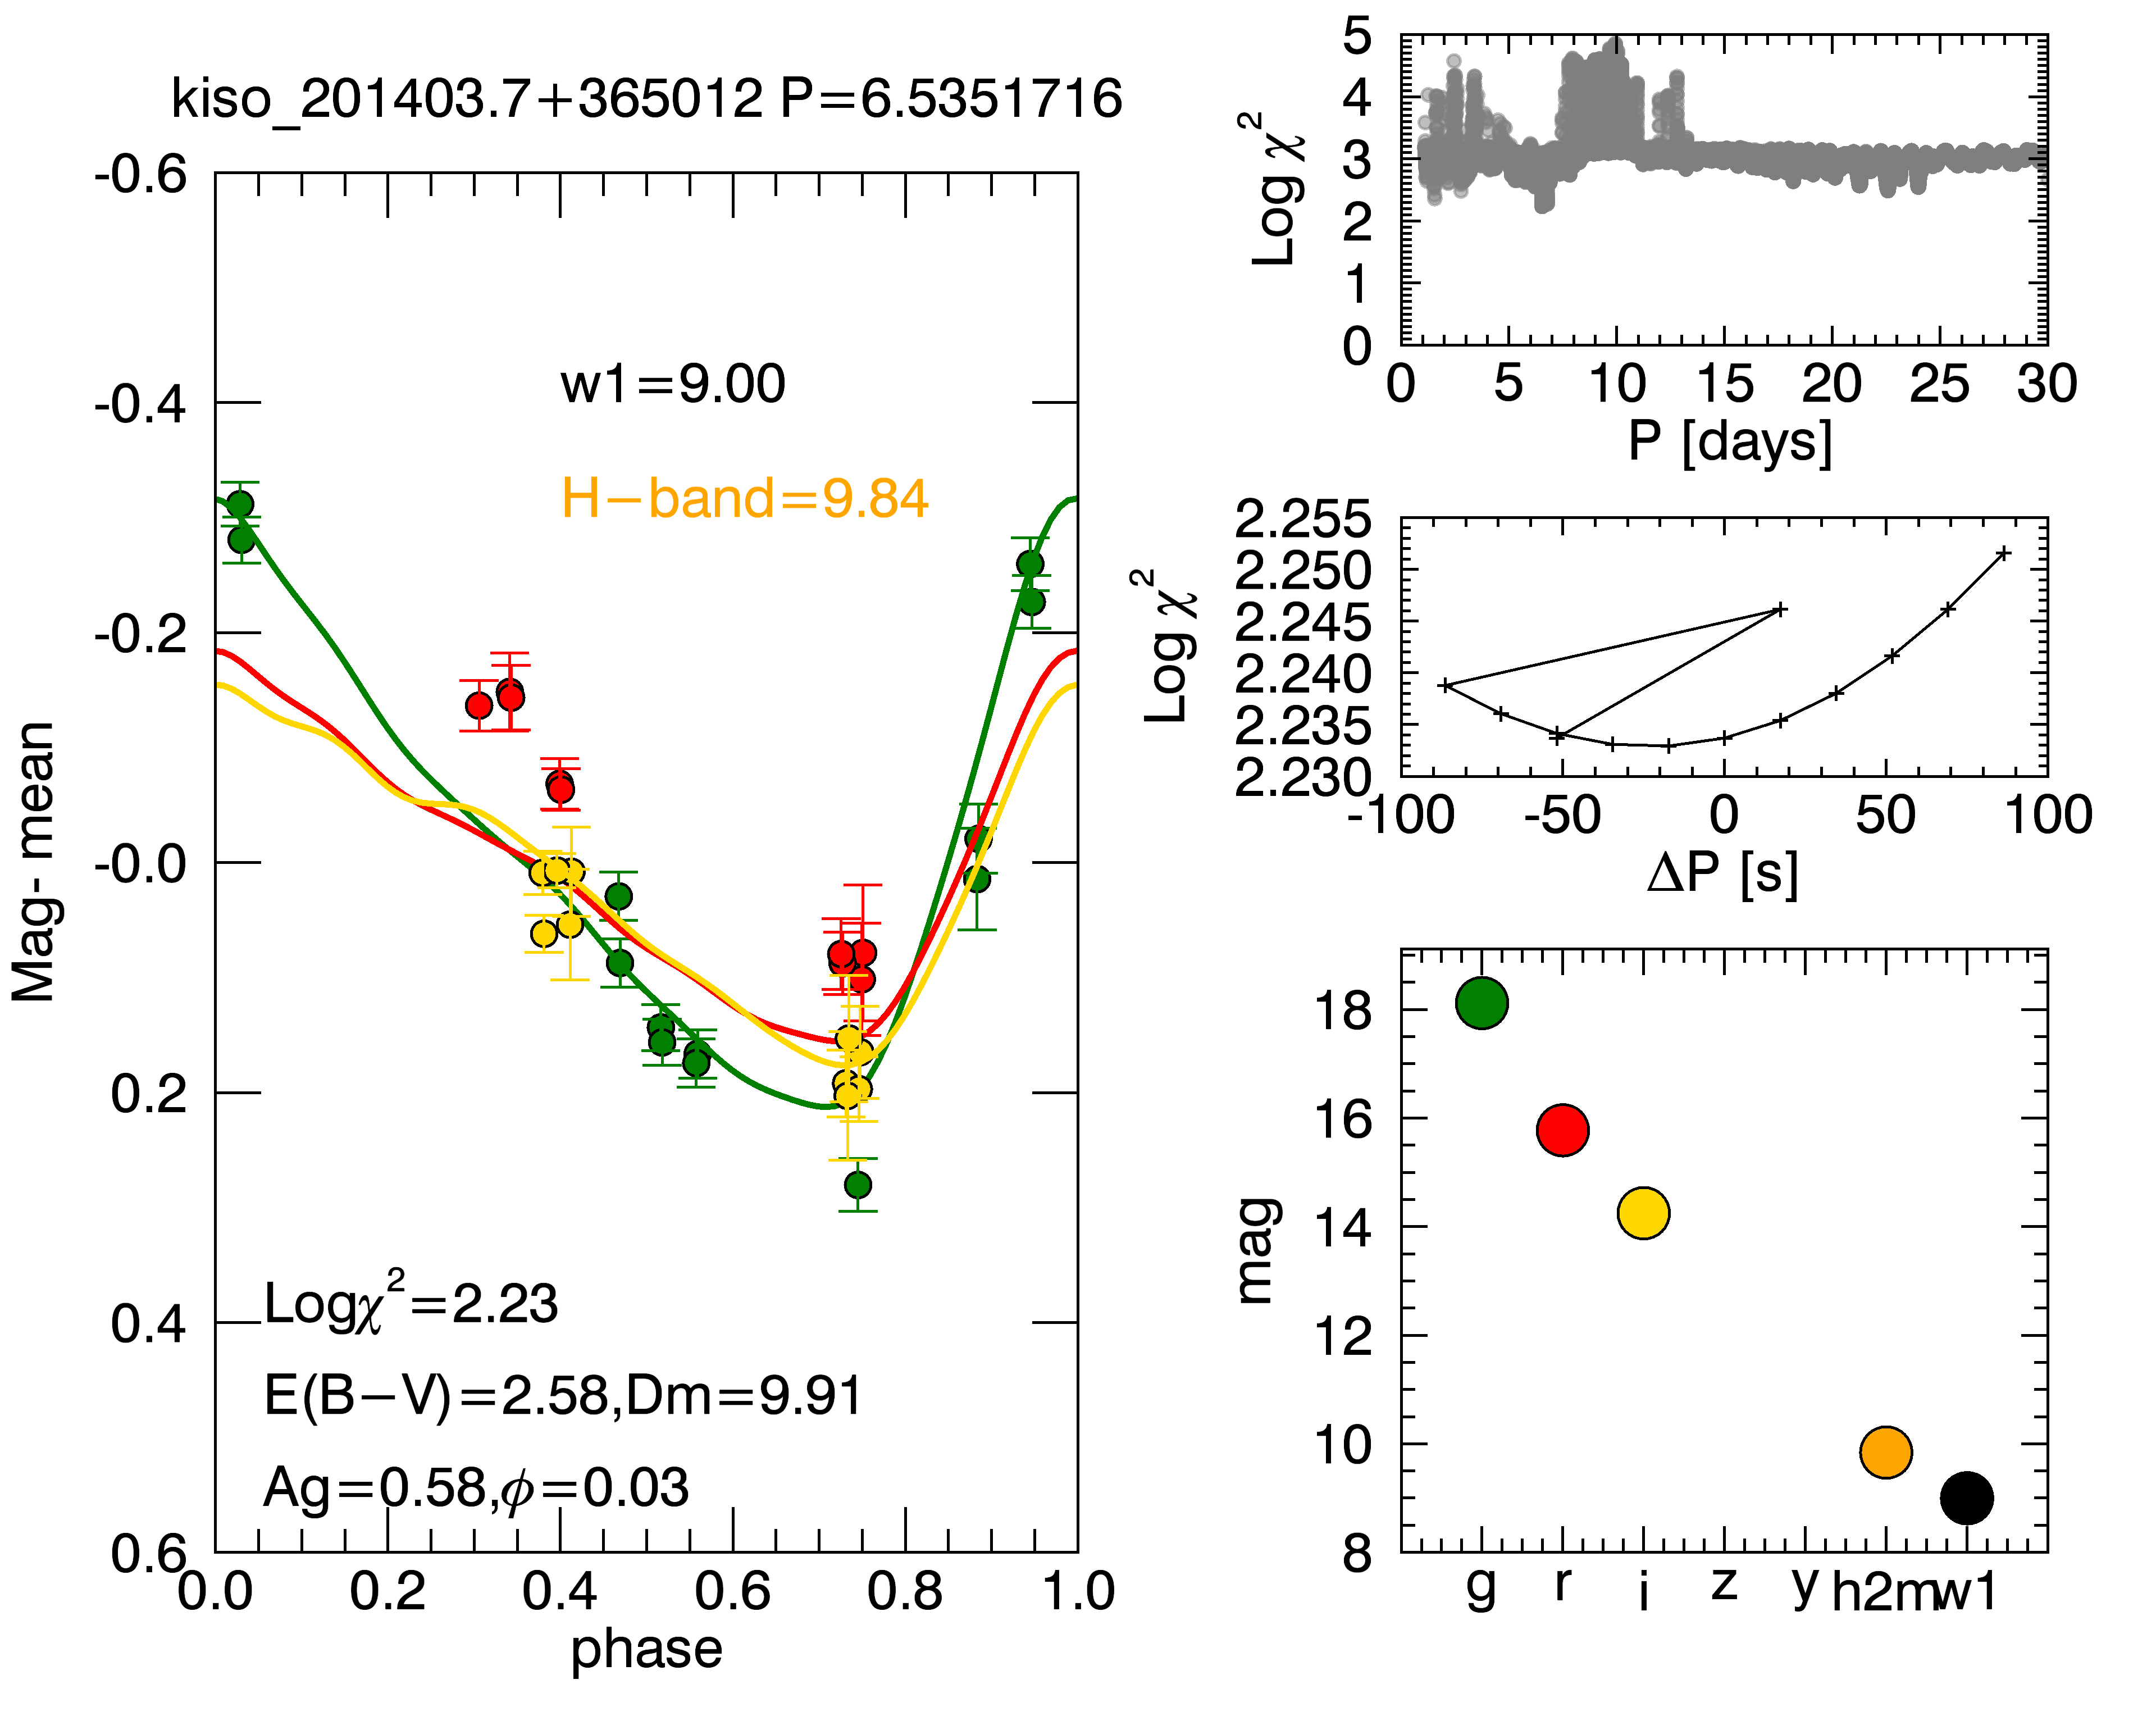 kiso_201403.7+365012 P=6.5351716
-0.6
-0.4
-0.2
-0.0
0.2
0.4
0.6
Mag- mean
w1=9.00
H-band=9.84
Logχ²=2.23
E(B-V)=2.58,Dm=9.91
Ag=0.58,ϕ=0.03
0.0 0.2 0.4 0.6 0.8 1.0
phase
5
4
3
2
1
0
Log χ²
0 5 10 15 20 25 30
P [days]
2.255
2.250
2.245
2.240
2.235
2.230
Log χ²
-100 -50 0 50 100
ΔP [s]
18
16
14
12
10
8
mag
g r i z y h2m w1